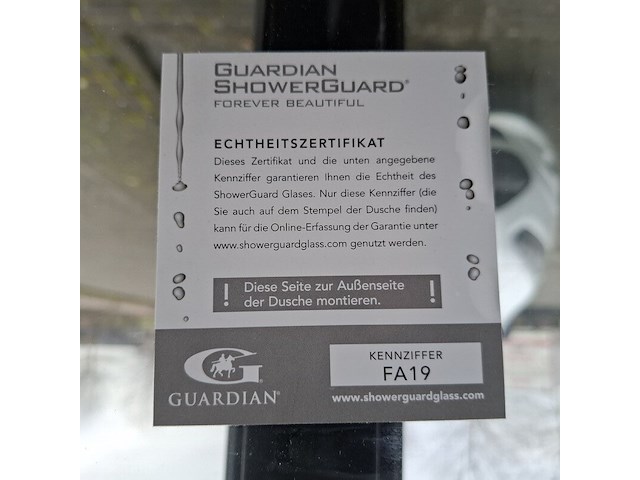 GUARDIAN
SHOWERGUARD®
FOREVER BEAUTIFUL
ECHTHEITSZERTIFIKAT
Dieses Zertifikat und die unten angegebene
Kennziffer garantieren Ihnen die Echtheit des
ShowerGuard Glases. Nur diese Kennziffer (die
Sie auch auf dem Stempel der Dusche finden)
kann für die Online-Erfassung der Garantie unter
www.showerguardglass.com genutzt werden.
! Diese Seite zur Außenseite !
der Dusche montieren.
G
GUARDIAN®
KENNZIFFER
FA19
www.showerguardglass.com